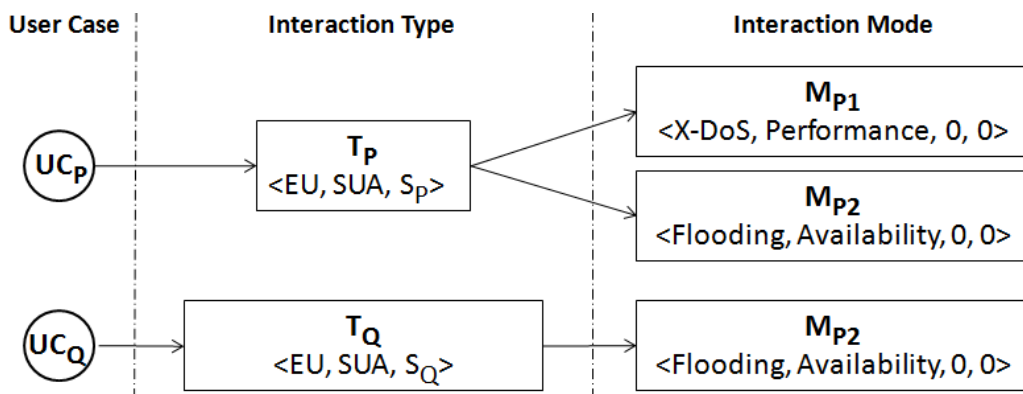 User Case
Interaction Type
Interaction Mode
UCP
TP
<EU, SUA, SP>
MP1
<X-DoS, Performance, 0, 0>
MP2
<Flooding, Availability, 0, 0>
UCQ
TQ
<EU, SUA, SQ>
MP2
<Flooding, Availability, 0, 0>